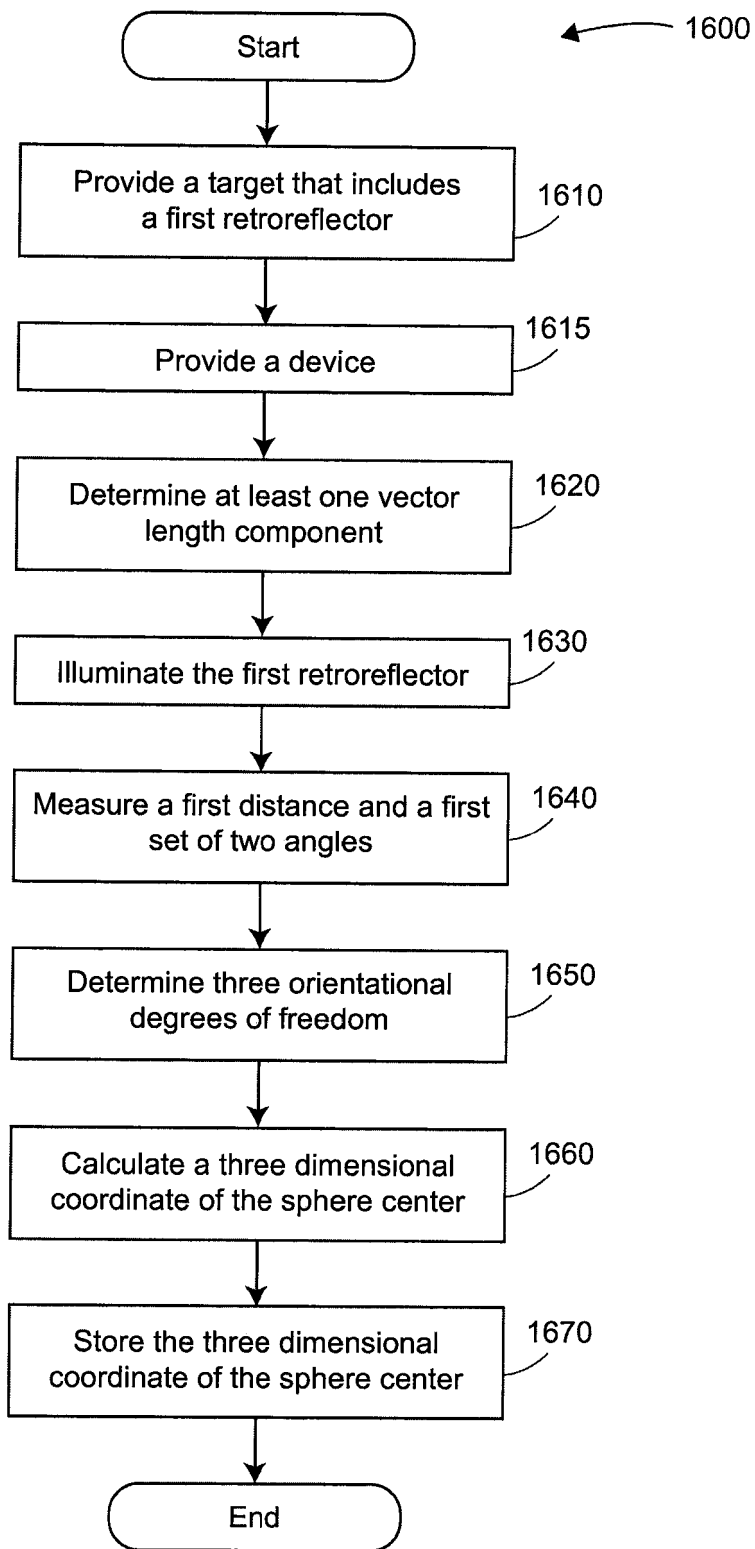 Start
1600
Provide a target that includes
a first retroreflector
1610
1615
Provide a device
Determine at least one vector
length component
1620
1630
Illuminate the first retroreflector
Measure a first distance and a first
set of two angles
1640
Determine three orientational
degrees of freedom
1650
Calculate a three dimensional
coordinate of the sphere center
1660
Store the three dimensional
coordinate of the sphere center
1670
End